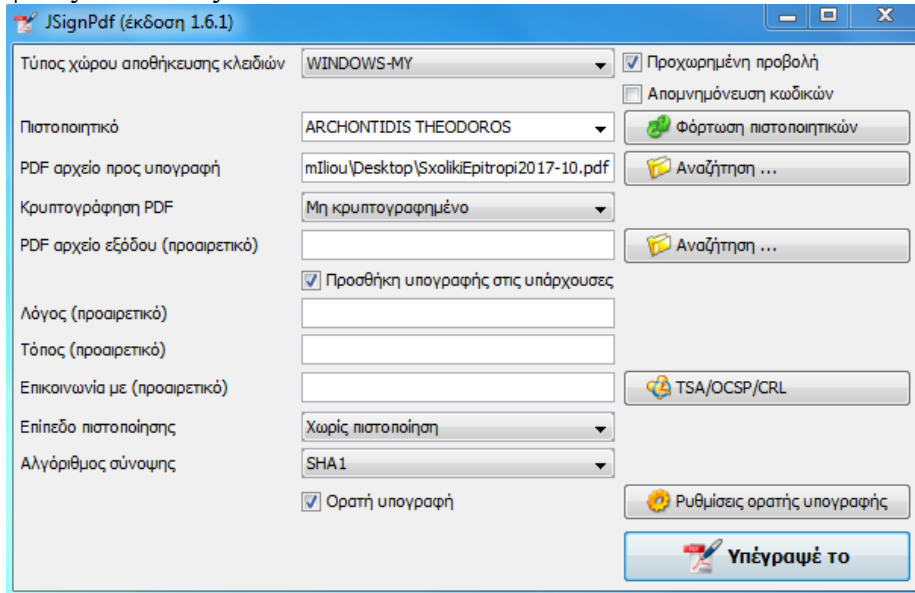 JSignPdf (έκδοση 1.6.1)
Τύπος χώρου αποθήκευσης κλειδιών WINDOWS-MY Προχωρημένη προβολή
Απομνημόνευση κωδικών
Πιστοποιητικό ARCHONTIDIS THEODOROS Φόρτωση πιστοποιητικών
PDF αρχείο προς υπογραφή mIliou\Desktop\SxolikiEpitropi2017-10.pdf Αναζήτηση ...
Κρυπτογράφηση PDF Μη κρυπτογραφημένο
PDF αρχείο εξόδου (προαιρετικό) Αναζήτηση ...
Προσθήκη υπογραφής στις υπάρχουσες
Λόγος (προαιρετικό)
Τόπος (προαιρετικό)
Επικοινωνία με (προαιρετικό) TSA/OCSP/CRL
Επίπεδο πιστοποίησης Χωρίς πιστοποίηση
Αλγόριθμος σύνοψης SHA1
Ορατή υπογραφή Ρυθμίσεις ορατής υπογραφής
Υπέγραψέ το